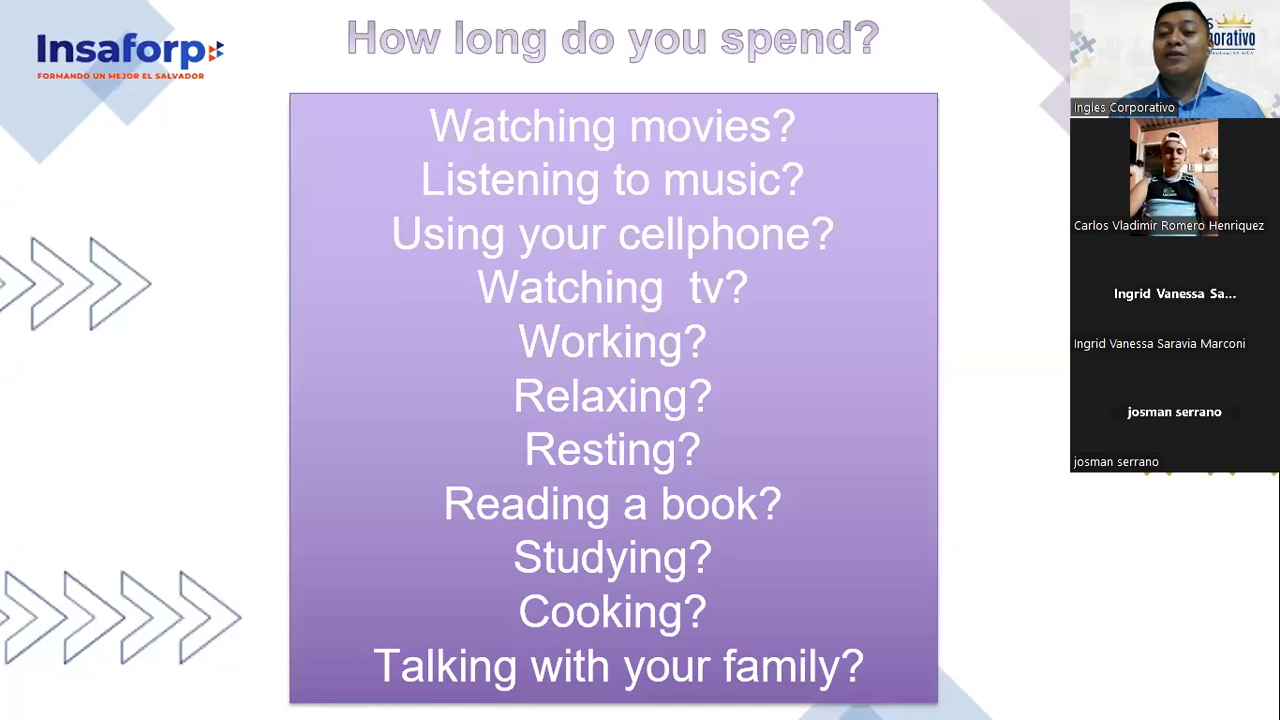 Insaforp
FORMANDO UN MEJOR EL SALVADOR
How long do you spend?
Watching movies?
Listening to music?
Using your cellphone?
Watching tv?
Working?
Relaxing?
Resting?
Reading a book?
Studying?
Cooking?
Talking with your family?
Ingles Corporativo
Carlos Vladimir Romero Henriquez
Ingrid Vanessa Sa...
Ingrid Vanessa Saravia Marconi
josman serrano
josman serrano